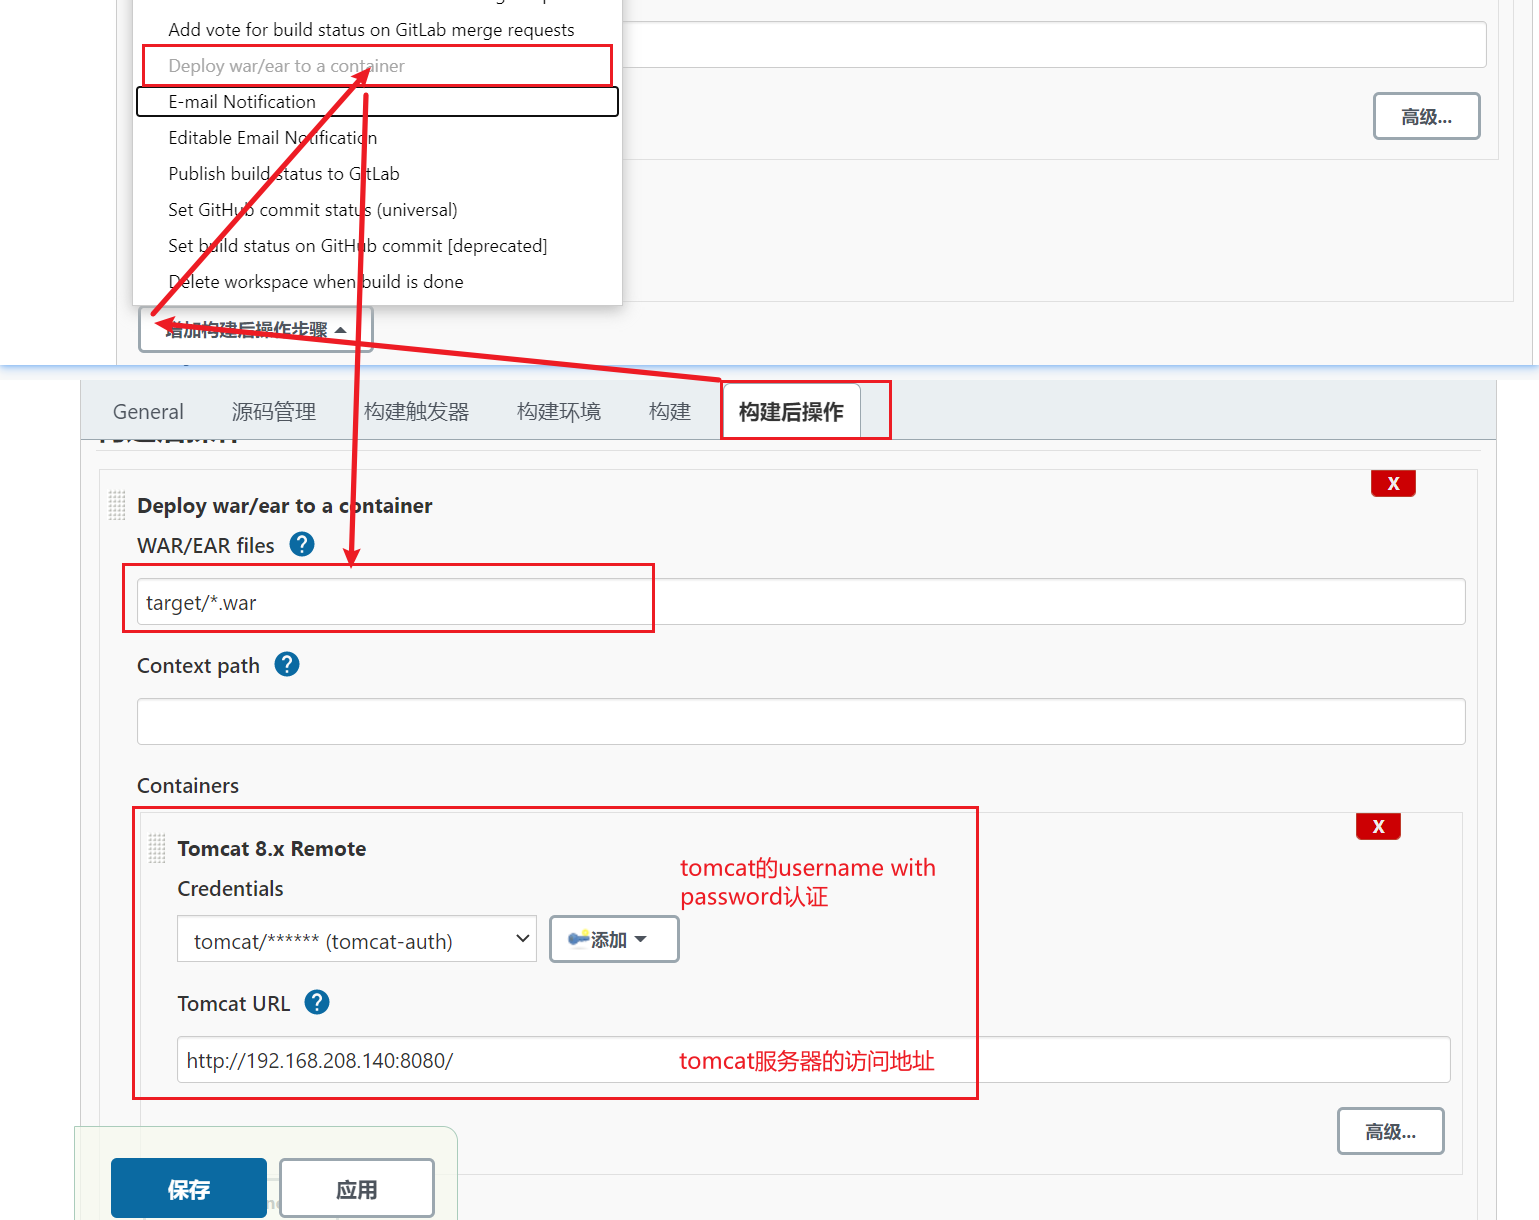 Add vote for build status on GitLab merge requests
Deploy war/ear to a container
E-mail Notification
高级...
Editable Email Notification
Publish build status to GitLab
Set GitHub commit status (universal)
Set build status on GitHub commit [deprecated]
Delete workspace when build is done
增加构建后操作步骤
General 源码管理 构建触发器 构建环境 构建 构建后操作
构建后操作
X
Deploy war/ear to a container
WAR/EAR files ?
target/*.war
Context path ?
Containers
X
Tomcat 8.x Remote
tomcat的username with
password认证
Credentials
tomcat/****** (tomcat-auth) 添加
Tomcat URL ?
http://192.168.208.140:8080/ tomcat服务器的访问地址
高级...
保存 应用